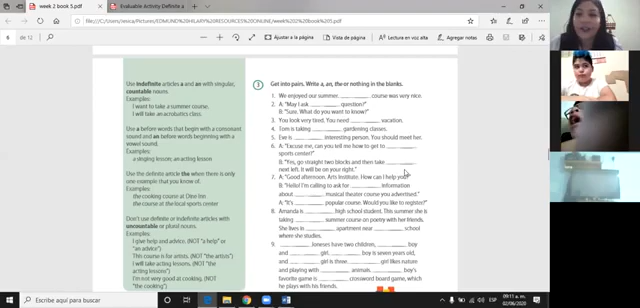 week 2 book 5.pdf
Evaluable Activity Definite a
6 de 12
Ajustar a la página
Lectura en voz alta
Agregar notas
Use indefinite articles a and an with singular,
countable nouns.
Examples:
I want to take a summer course.
I will take an acrobatics class.
Use a before words that begin with a consonant
sound and an before words beginning with a
vowel sound.
Examples:
a singing lesson; an acting lesson
Use the definite article the when there is only
one example that you know of.
Examples:
the course at One Inn
the course at the local sports center
Don't use definite or indefinite articles with
uncountable or plural nouns.
Examples:
I give help and advice. (NOT "a help" or
"an advice")
This course is for artists. (NOT "the artists")
I will take acting lessons. (NOT "the
acting lessons")
I'm not very good at cooking. (NOT
"the cooking")
3 Get into pairs. Write a, an, the or nothing in the blanks.
1. We enjoyed our summer. course was very nice.
2. A: "May I ask question?"
B: "Sure. What do you want to know?"
3. You look very tired. You need vacation.
4. Tom is taking gardening classes.
5. Eve is interesting person. You should meet her.
6. A: "Excuse me, can you tell me how to get to
sports center?"
B: "Yes, go straight two blocks and then take
next left. It will be on your right."
7. A: "Good afternoon, Arts Institute. How can I help you?"
B: "Hello! I'm calling to ask for information
about musical theater course you advertised."
A: "It's popular course. Would you like to register?"
8. Amanda is high school student. This summer she is
taking summer course on poetry with her friends.
She lives in apartment near school
where she studies.
9. Joneses have two children, boy
and girl. boy is seven years old,
and girl is three. girl likes nature
and playing with animals. boy's
favorite game is crossword board game, which
he plays with his friends.
Escribe aquí para buscar
ESP
09:15 a. m.
02/06/2020